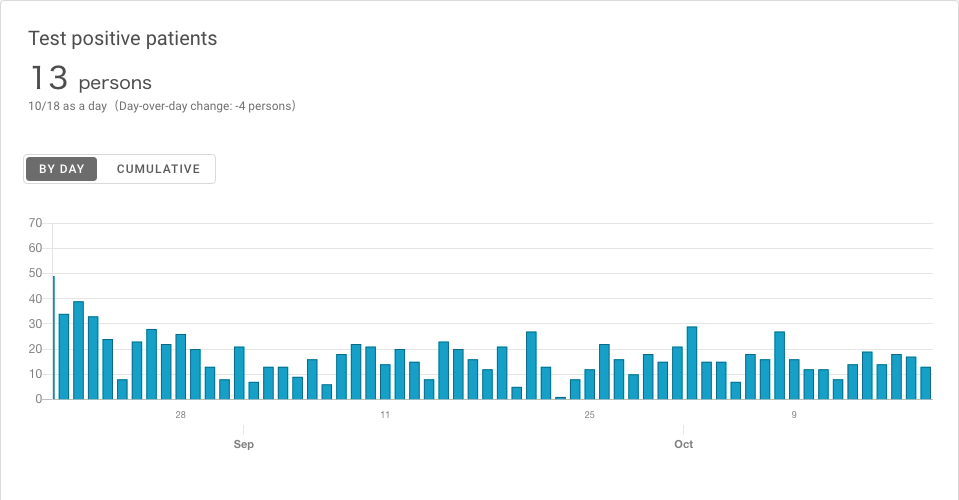 Test positive patients
13 persons
10/18 as a day（Day-over-day change: -4 persons）
BY DAY CUMULATIVE
70
60
50
40
30
20
10
0
28 11 25 9
Sep Oct